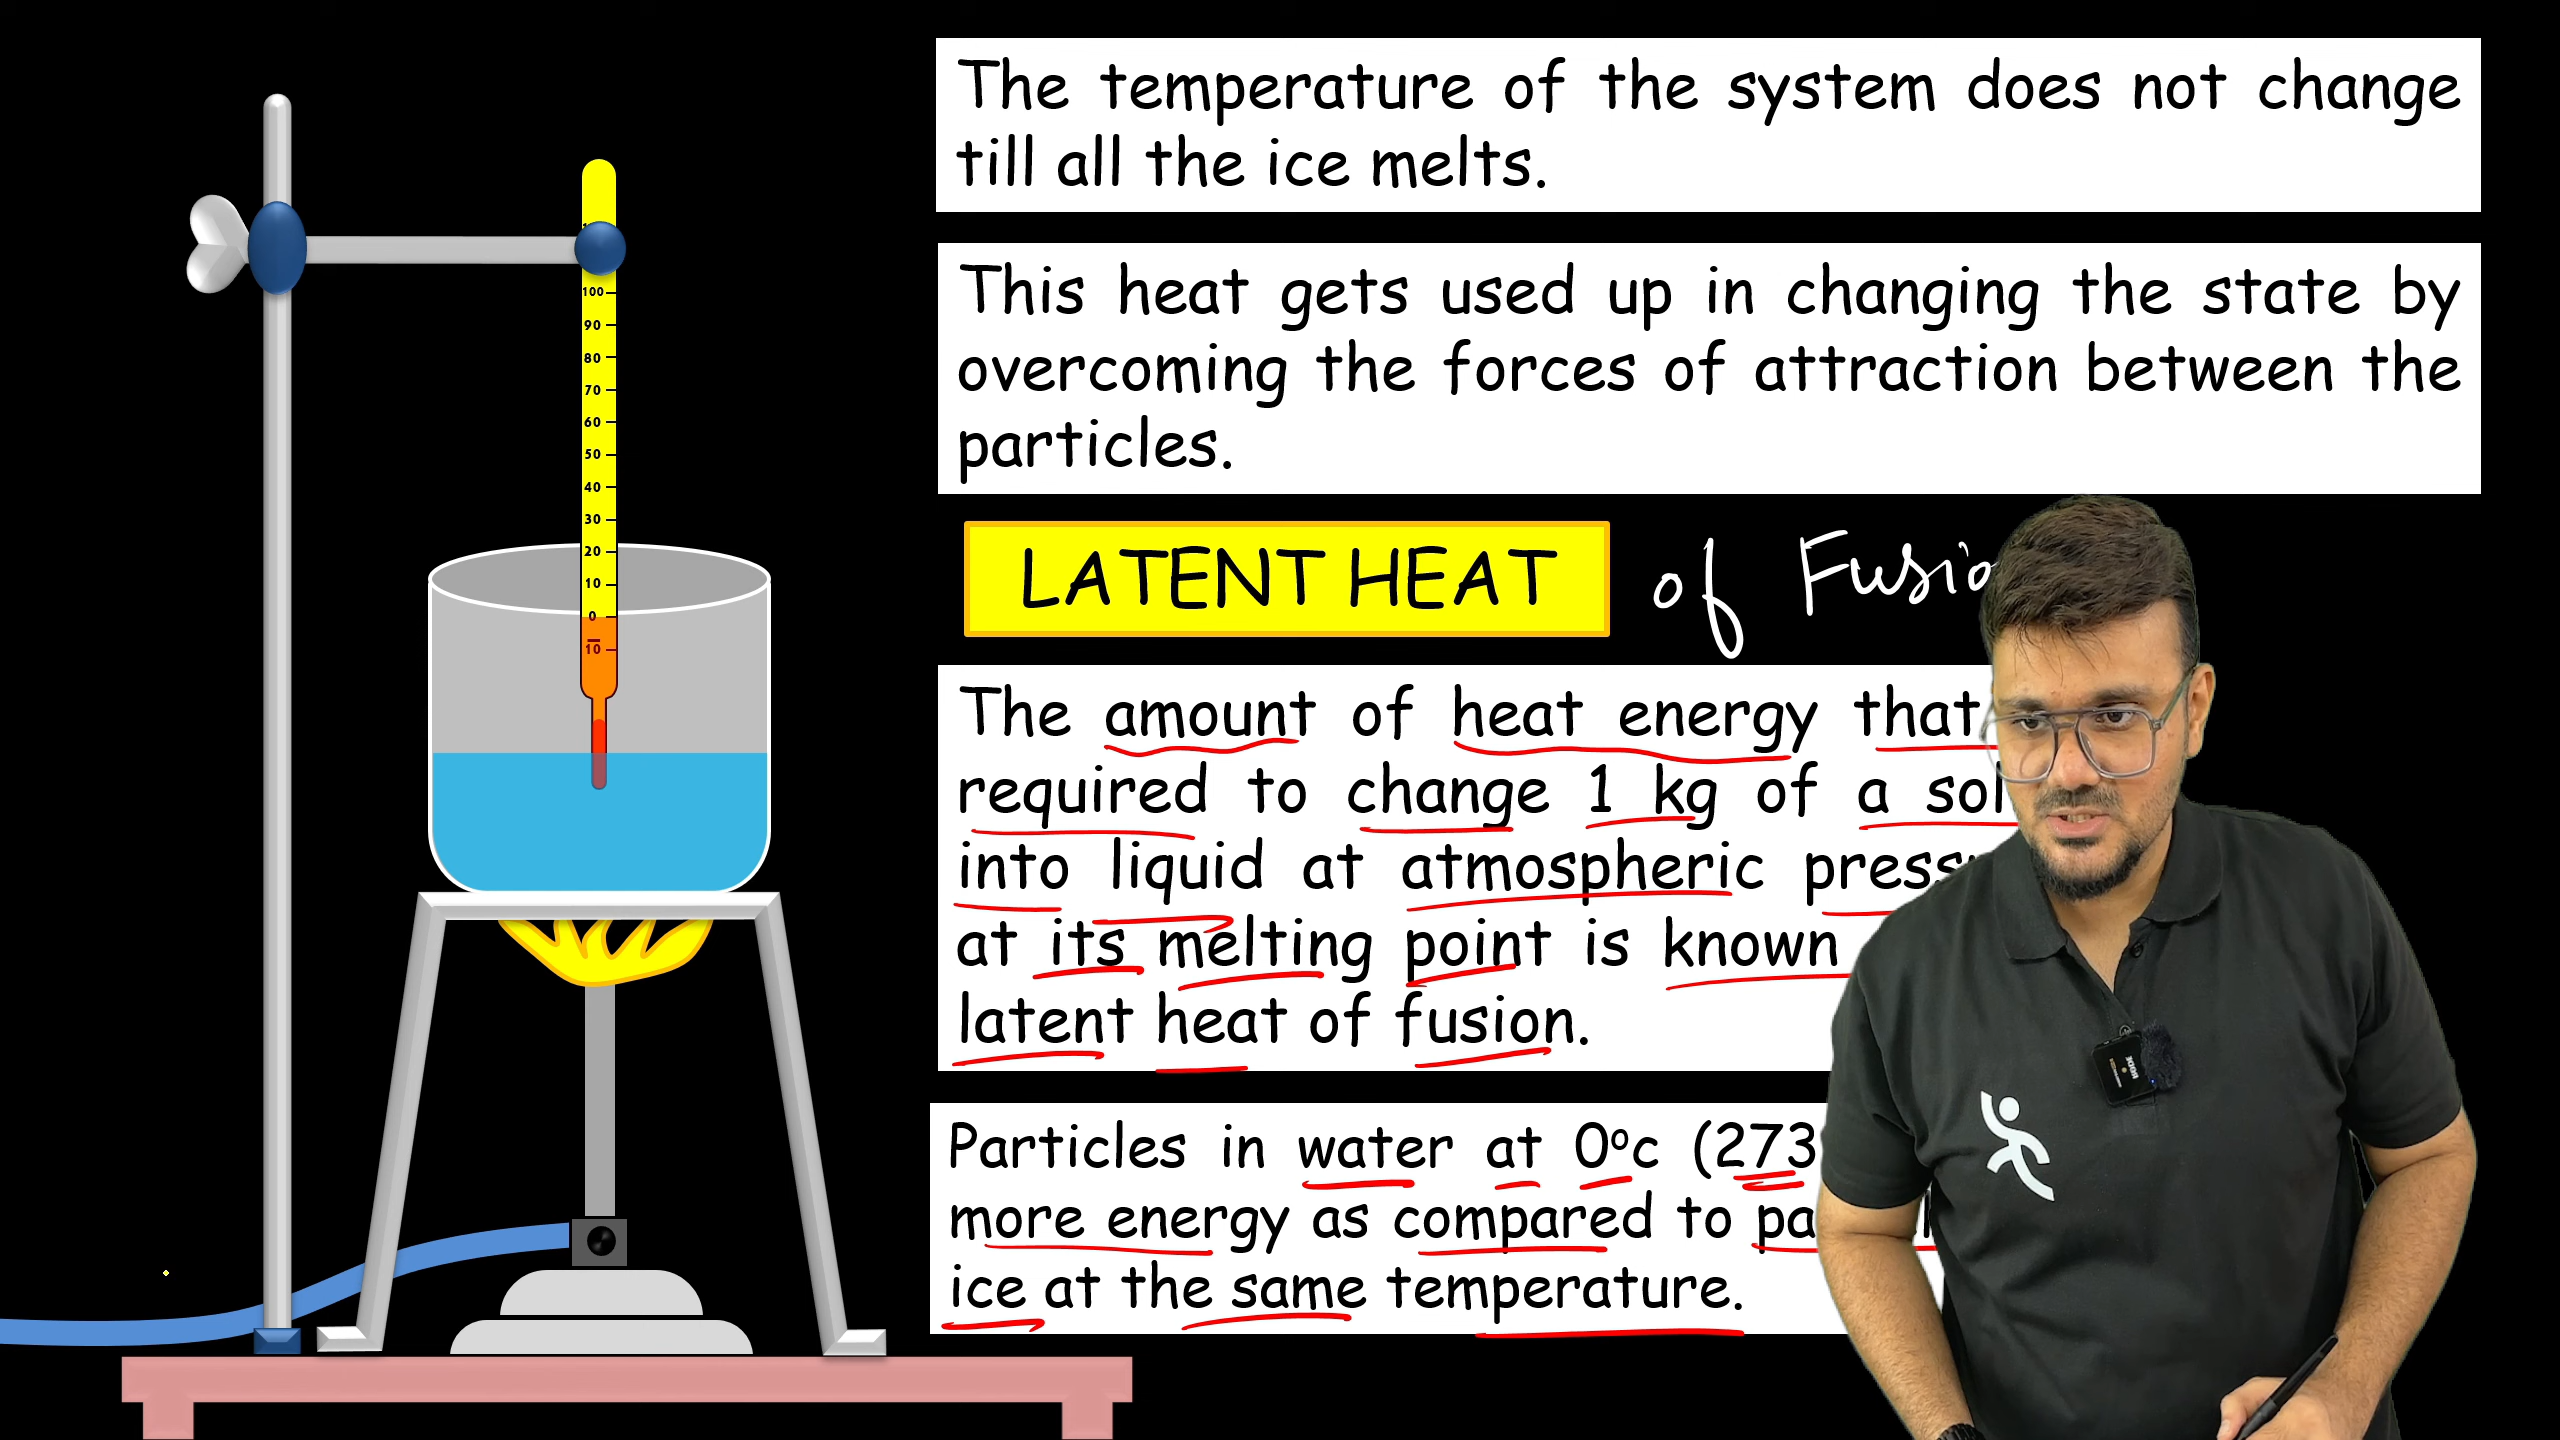 The temperature of the system does not change
till all the ice melts.
This heat gets used up in changing the state by
overcoming the forces of attraction between the
particles.
LATENT HEAT of
The amount of heat energy that
required to change 1 kg of a
into liquid at atmospheric
at its melting point is known
latent heat of fusion.
Particles in water at 0°c (273
more energy as compared to
ice at the same temperature.
100
90
80
70
60
50
40
30
20
10
0
10
RODE